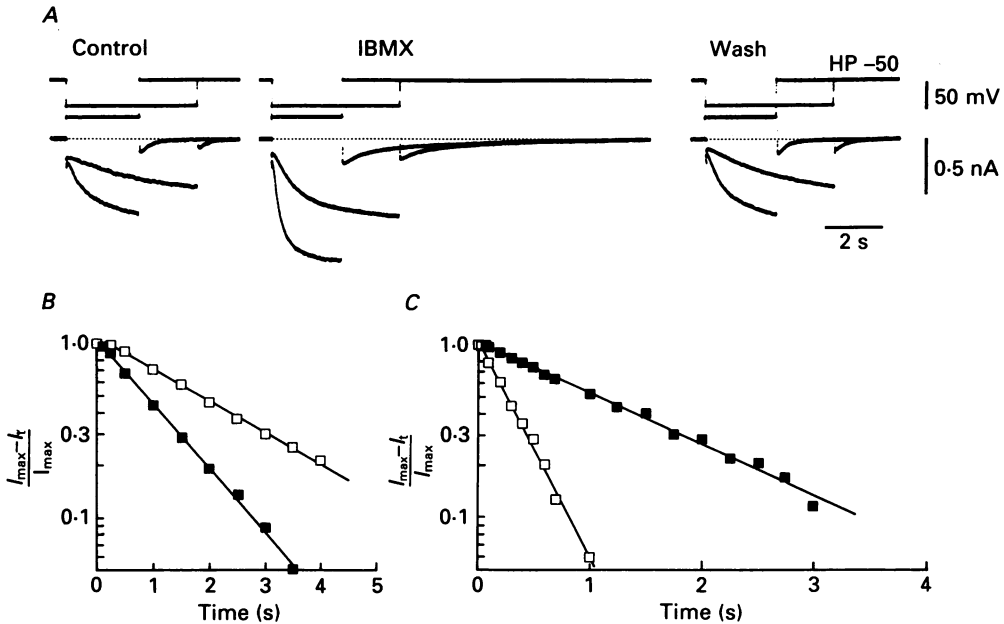 A
Control
IBMX
Wash
HP –50
50 mV
0·5 nA
2 s
B
1·0
0·3
0·1
Imax–It
Imax
0 1 2 3 4 5
Time (s)
C
1·0
0·3
0·1
Imax–It
Imax
0 1 2 3 4
Time (s)